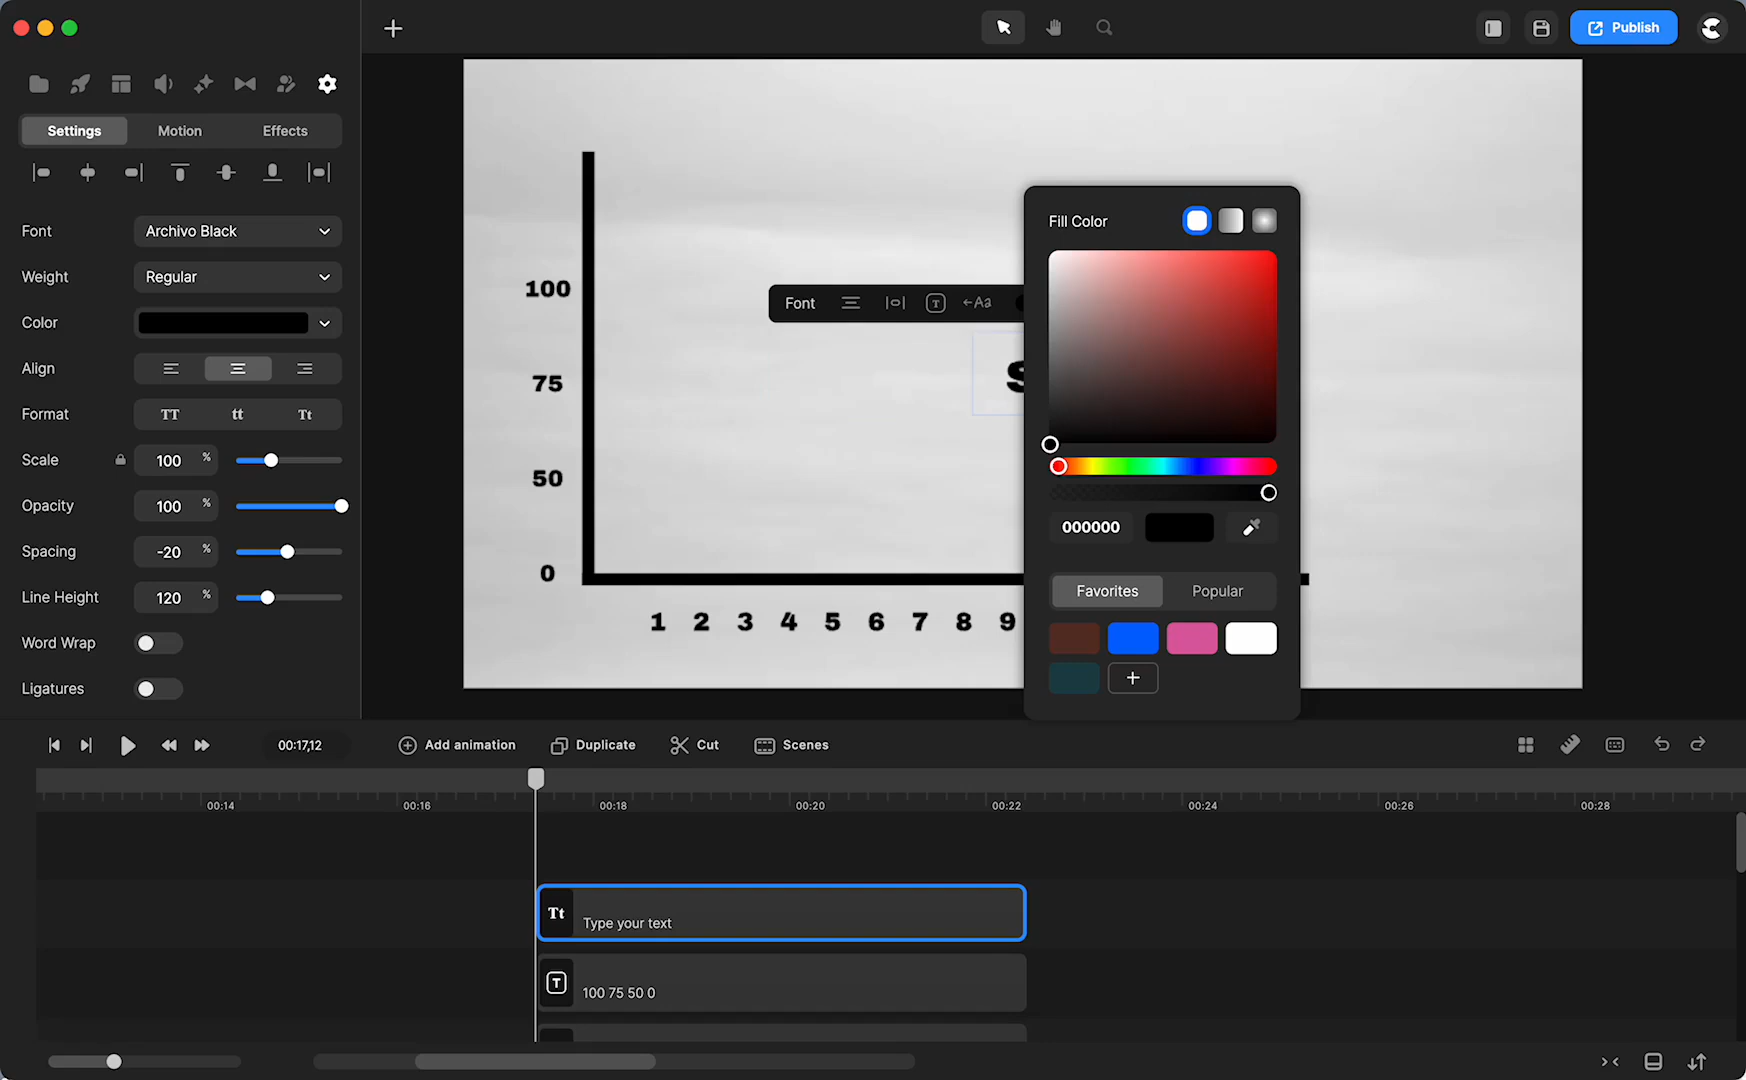 Publish
Settings Motion Effects
Font Archivo Black
Weight Regular
Color
Align
Format TT tt Tt
Scale 100 %
Opacity 100 %
Spacing -20 %
Line Height 120 %
Word Wrap
Ligatures
100
75
50
0
1 2 3 4 5 6 7 8 9
Font T Aa
S
Fill Color
000000
Favorites Popular
+
00:17,12
Add animation Duplicate Cut Scenes
00:14 00:16 00:18 00:20 00:22 00:24 00:26 00:28
Tt Type your text
T 100 75 50 0